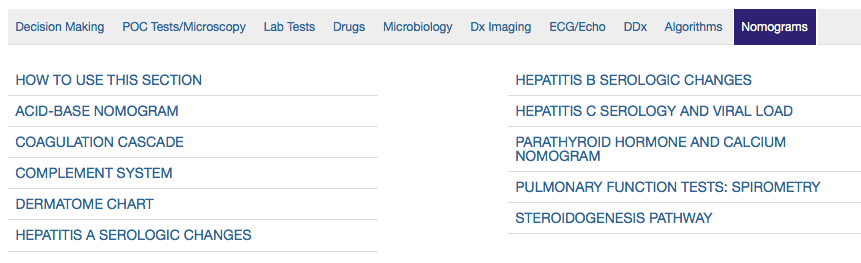 Decision Making POC Tests/Microscopy Lab Tests Drugs Microbiology Dx Imaging ECG/Echo DDx Algorithms Nomograms
HOW TO USE THIS SECTION
ACID-BASE NOMOGRAM
COAGULATION CASCADE
COMPLEMENT SYSTEM
DERMATOME CHART
HEPATITIS A SEROLOGIC CHANGES
HEPATITIS B SEROLOGIC CHANGES
HEPATITIS C SEROLOGY AND VIRAL LOAD
PARATHYROID HORMONE AND CALCIUM
NOMOGRAM
PULMONARY FUNCTION TESTS: SPIROMETRY
STEROIDOGENESIS PATHWAY